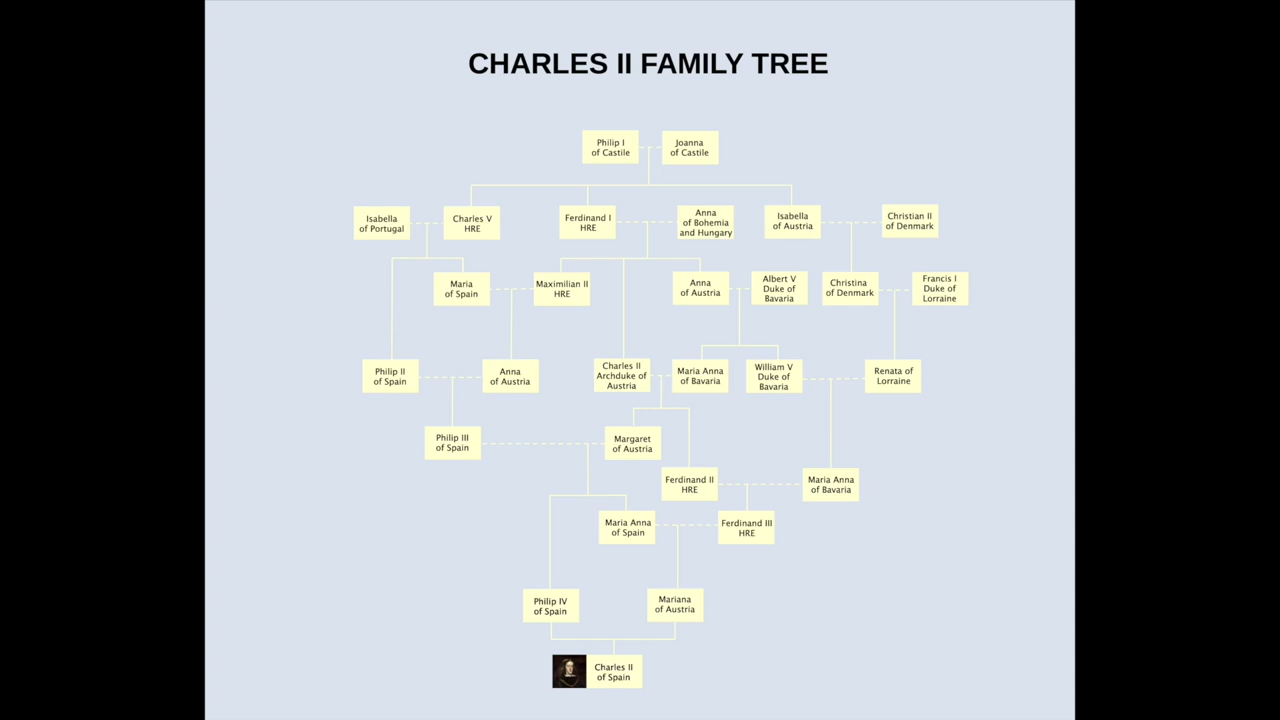 CHARLES II FAMILY TREE
Philip I
of Castile
Joanna
of Castile
Isabella
of Portugal
Charles V
HRE
Ferdinand I
HRE
Anna
of Bohemia
and Hungary
Isabella
of Austria
Christian II
of Denmark
Maria
of Spain
Maximilian II
HRE
Anna
of Austria
Albert V
Duke of
Bavaria
Christina
of Denmark
Francis I
Duke of
Lorraine
Philip II
of Spain
Anna
of Austria
Charles II
Archduke of
Austria
Maria Anna
of Bavaria
William V
Duke of
Bavaria
Renata of
Lorraine
Philip III
of Spain
Margaret
of Austria
Ferdinand II
HRE
Maria Anna
of Bavaria
Maria Anna
of Spain
Ferdinand III
HRE
Philip IV
of Spain
Mariana
of Austria
Charles II
of Spain